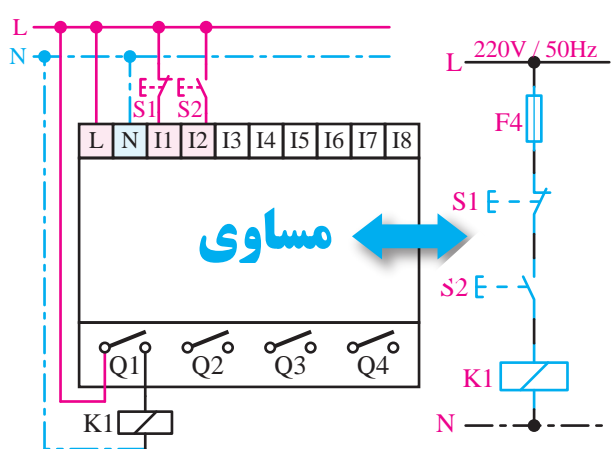 L
N
S1 S2
L N I1 I2 I3 I4 I5 I6 I7 I8
مساوی
Q1 Q2 Q3 Q4
K1
L 220V / 50Hz
F4
S1
S2
K1
N